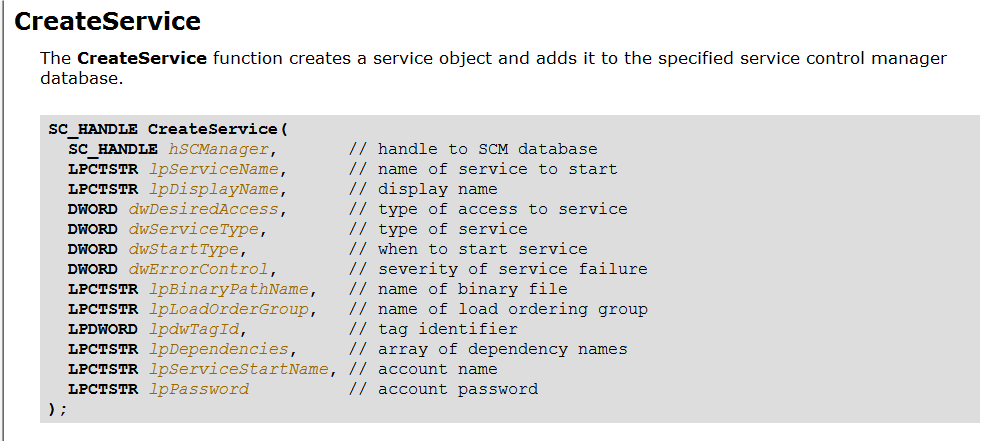 CreateService
The CreateService function creates a service object and adds it to the specified service control manager
database.
SC_HANDLE CreateService(
SC_HANDLE hSCManager, // handle to SCM database
LPCTSTR lpServiceName, // name of service to start
LPCTSTR lpDisplayName, // display name
DWORD dwDesiredAccess, // type of access to service
DWORD dwServiceType, // type of service
DWORD dwStartType, // when to start service
DWORD dwErrorControl, // severity of service failure
LPCTSTR lpBinaryPathName, // name of binary file
LPCTSTR lpLoadOrderGroup, // name of load ordering group
LPDWORD lpdwTagId, // tag identifier
LPCTSTR lpDependencies, // array of dependency names
LPCTSTR lpServiceStartName, // account name
LPCTSTR lpPassword // account password
);